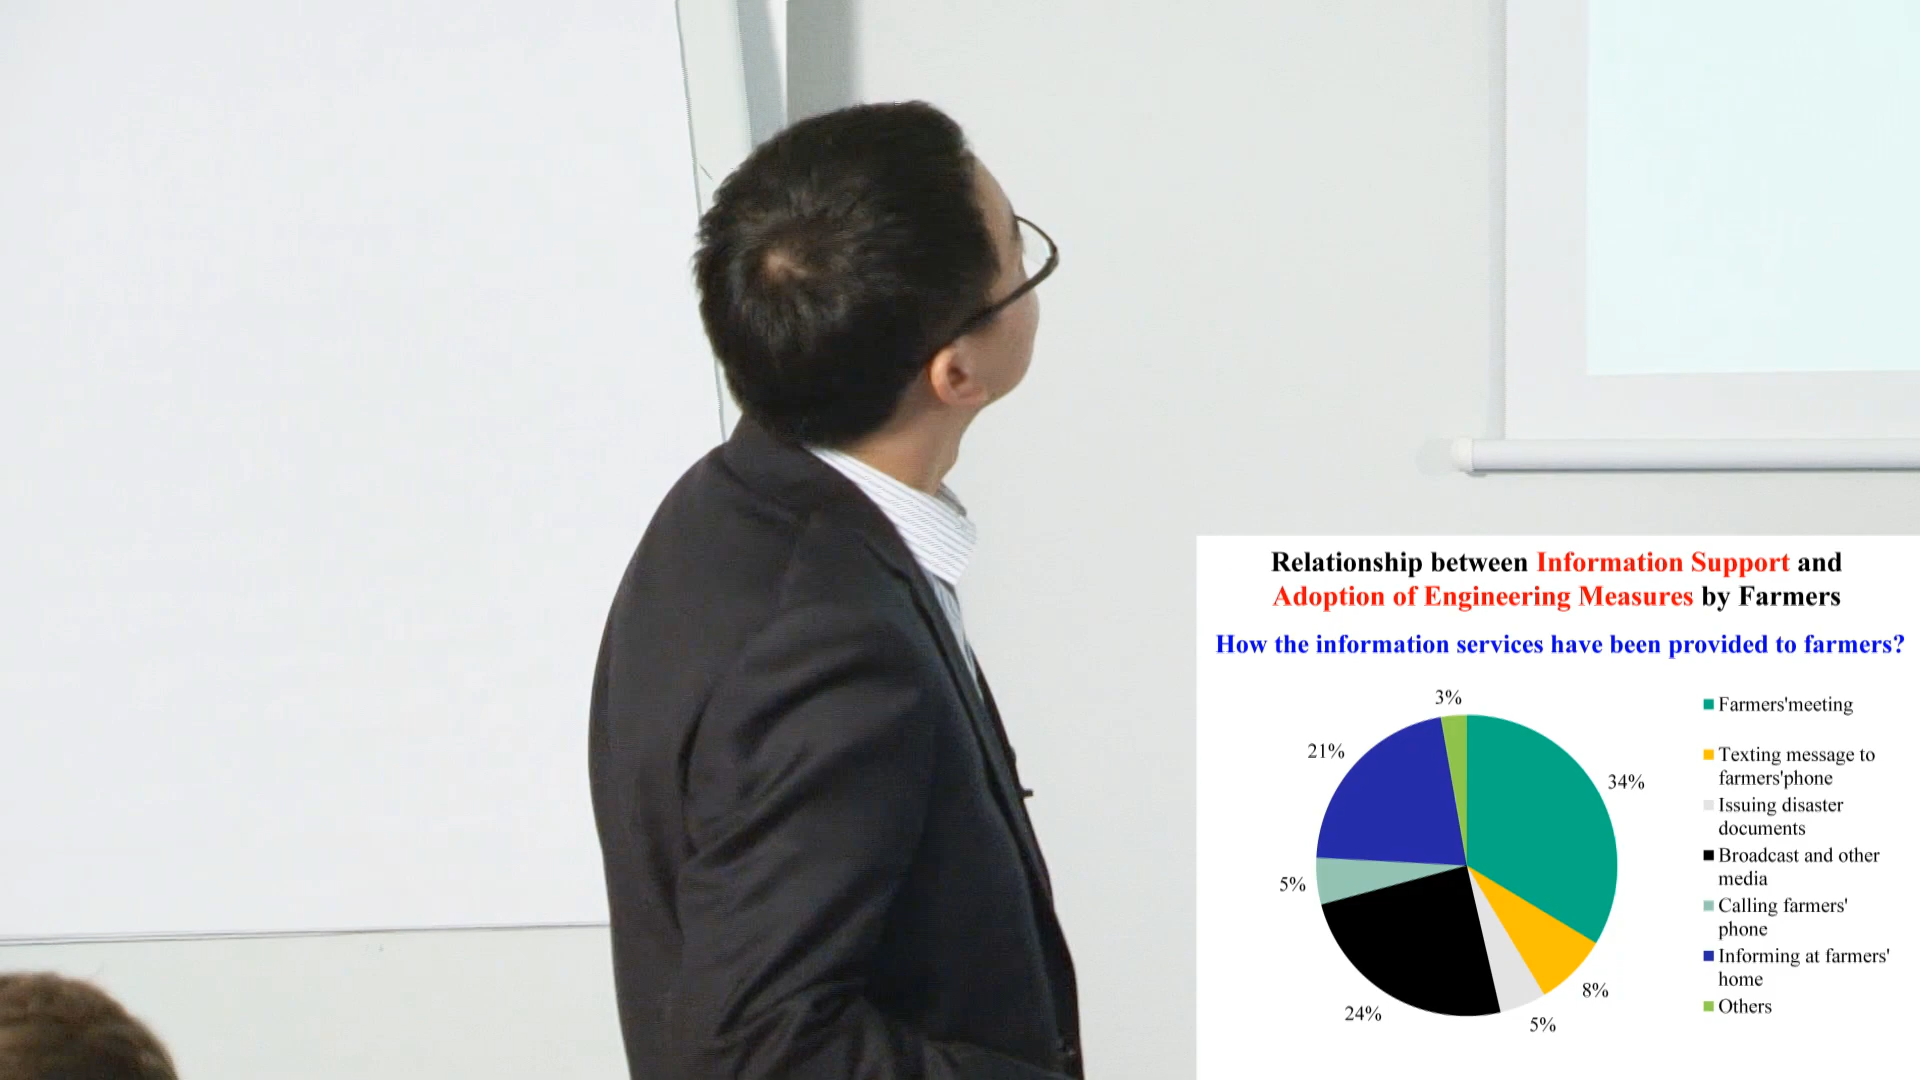 Relationship between Information Support and
Adoption of Engineering Measures by Farmers
How the information services have been provided to farmers?
3%
21%
34%
5%
24%
5%
8%
Farmers'meeting
Texting message to
farmers'phone
Issuing disaster
documents
Broadcast and other
media
Calling farmers'
phone
Informing at farmers'
home
Others